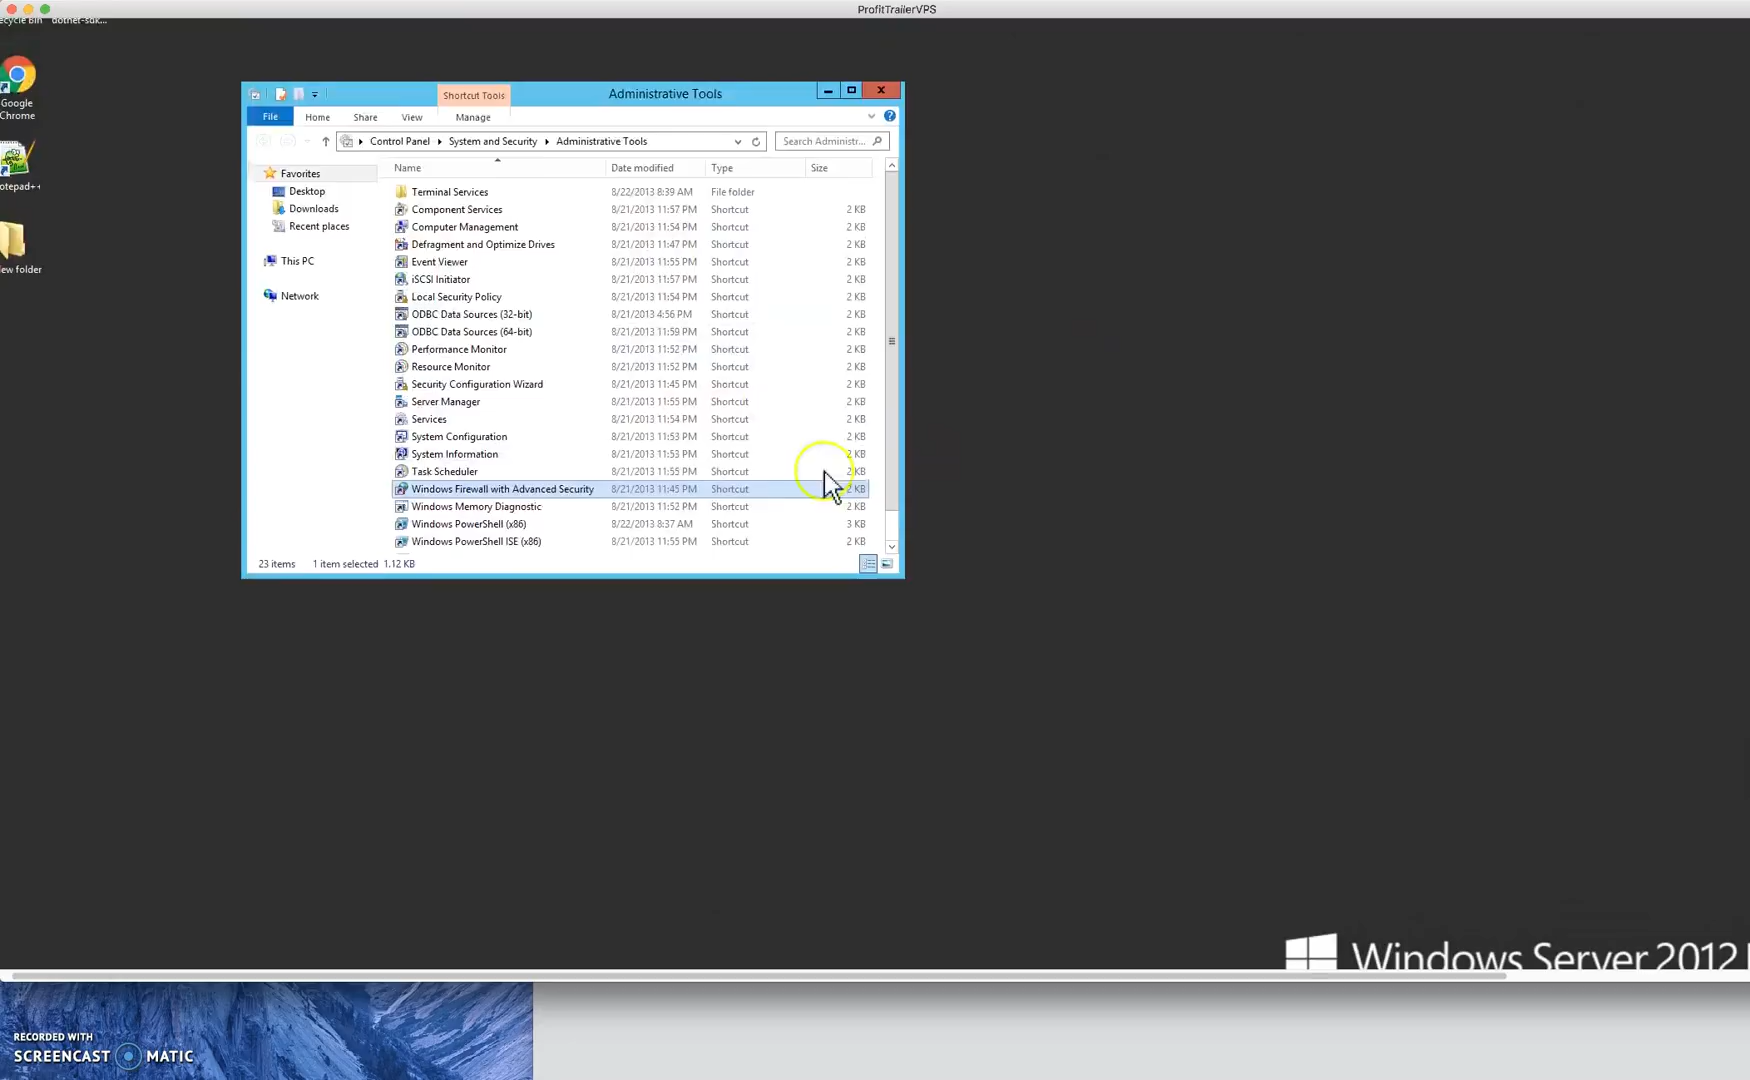 ProfitTrailerVPS
ecycle Bin dotnet-sdk...
Google
Chrome
otepad++
ew folder
Shortcut Tools
Administrative Tools
File Home Share View Manage
Control Panel System and Security Administrative Tools
Search Administr...
Favorites
Desktop
Downloads
Recent places
This PC
Network
Name Date modified Type Size
Terminal Services 8/22/2013 8:39 AM File folder
Component Services 8/21/2013 11:57 PM Shortcut 2 KB
Computer Management 8/21/2013 11:54 PM Shortcut 2 KB
Defragment and Optimize Drives 8/21/2013 11:47 PM Shortcut 2 KB
Event Viewer 8/21/2013 11:55 PM Shortcut 2 KB
iSCSI Initiator 8/21/2013 11:57 PM Shortcut 2 KB
Local Security Policy 8/21/2013 11:54 PM Shortcut 2 KB
ODBC Data Sources (32-bit) 8/21/2013 4:56 PM Shortcut 2 KB
ODBC Data Sources (64-bit) 8/21/2013 11:59 PM Shortcut 2 KB
Performance Monitor 8/21/2013 11:52 PM Shortcut 2 KB
Resource Monitor 8/21/2013 11:52 PM Shortcut 2 KB
Security Configuration Wizard 8/21/2013 11:45 PM Shortcut 2 KB
Server Manager 8/21/2013 11:55 PM Shortcut 2 KB
Services 8/21/2013 11:54 PM Shortcut 2 KB
System Configuration 8/21/2013 11:53 PM Shortcut 2 KB
System Information 8/21/2013 11:53 PM Shortcut 2 KB
Task Scheduler 8/21/2013 11:55 PM Shortcut 2 KB
Windows Firewall with Advanced Security 8/21/2013 11:45 PM Shortcut 2 KB
Windows Memory Diagnostic 8/21/2013 11:52 PM Shortcut 2 KB
Windows PowerShell (x86) 8/22/2013 8:37 AM Shortcut 3 KB
Windows PowerShell ISE (x86) 8/21/2013 11:55 PM Shortcut 2 KB
23 items 1 item selected 1.12 KB
Windows Server 2012
RECORDED WITH
SCREENCAST MATIC